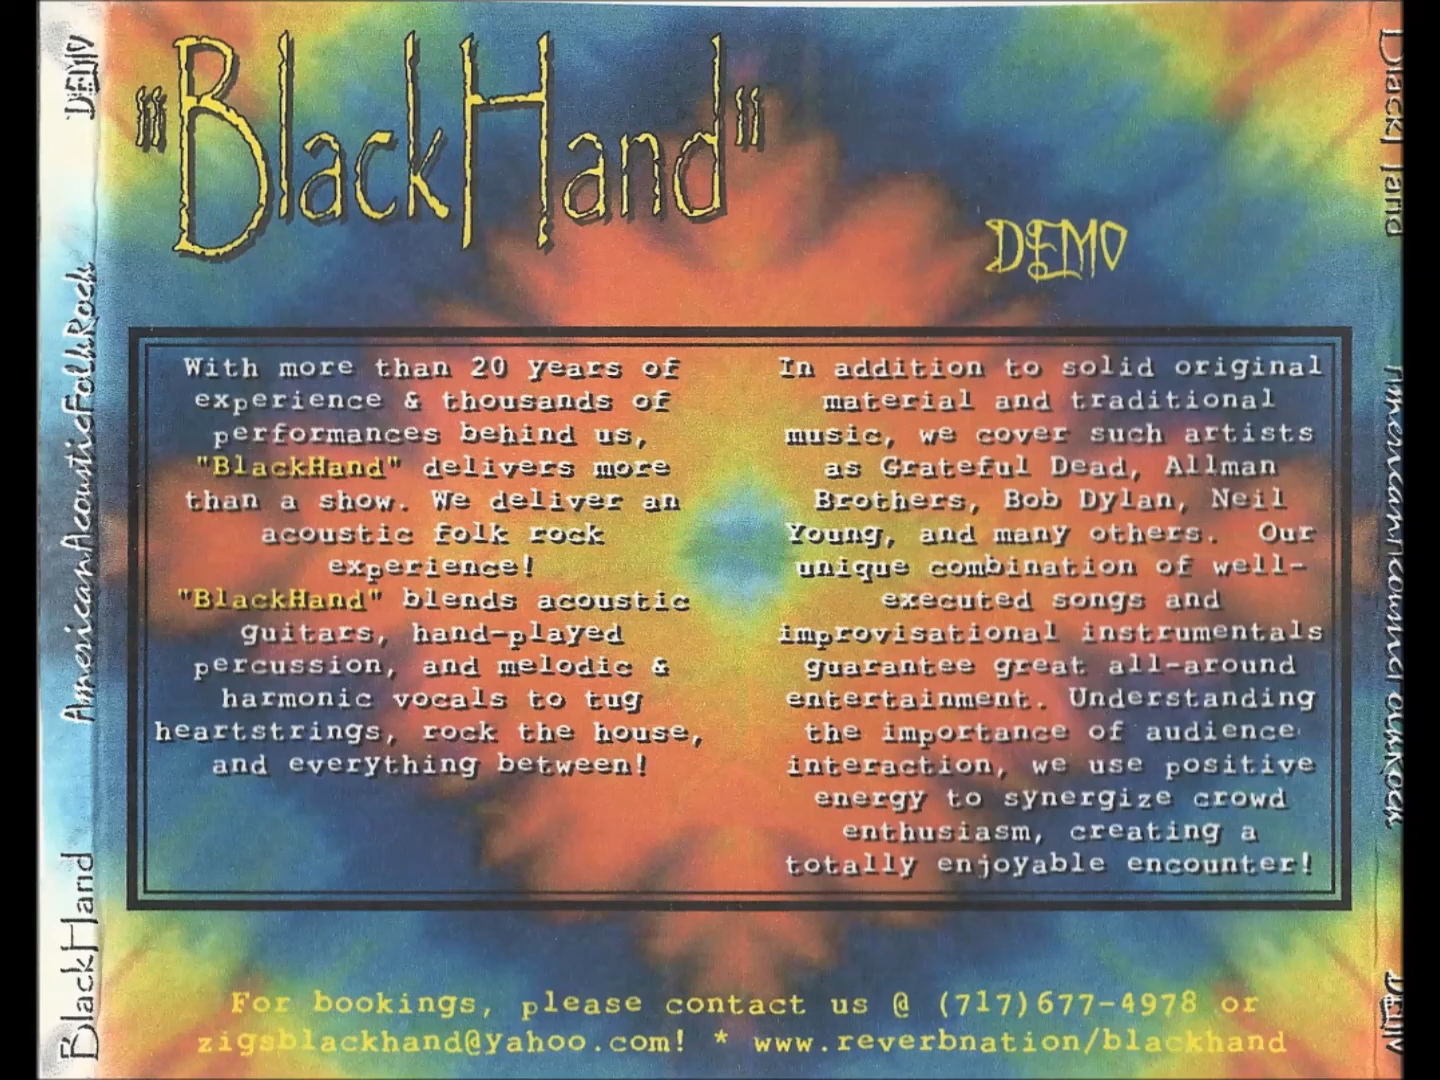 "BlackHand"
DEMO
With more than 20 years of
experience & thousands of
performances behind us,
"BlackHand" delivers more
than a show. We deliver an
acoustic folk rock
experience!
"BlackHand" blends acoustic
guitars, hand-played
percussion, and melodic &
harmonic vocals to tug
heartstrings, rock the house,
and everything between!
In addition to solid original
material and traditional
music, we cover such artists
as Grateful Dead, Allman
Brothers, Bob Dylan, Neil
Young, and many others. Our
unique combination of well-
executed songs and
improvisational instrumentals
guarantee great all-around
entertainment. Understanding
the importance of audience
interaction, we use positive
energy to synergize crowd
enthusiasm, creating a
totally enjoyable encounter!
For bookings, please contact us @ (717)677-4978 or
zigsblackhand@yahoo.com! * www.reverbnation/blackhand
BlackHand AmericanAcousticFolkRock DEMO
BlackHand AmericanAcousticFolkRock DEMO